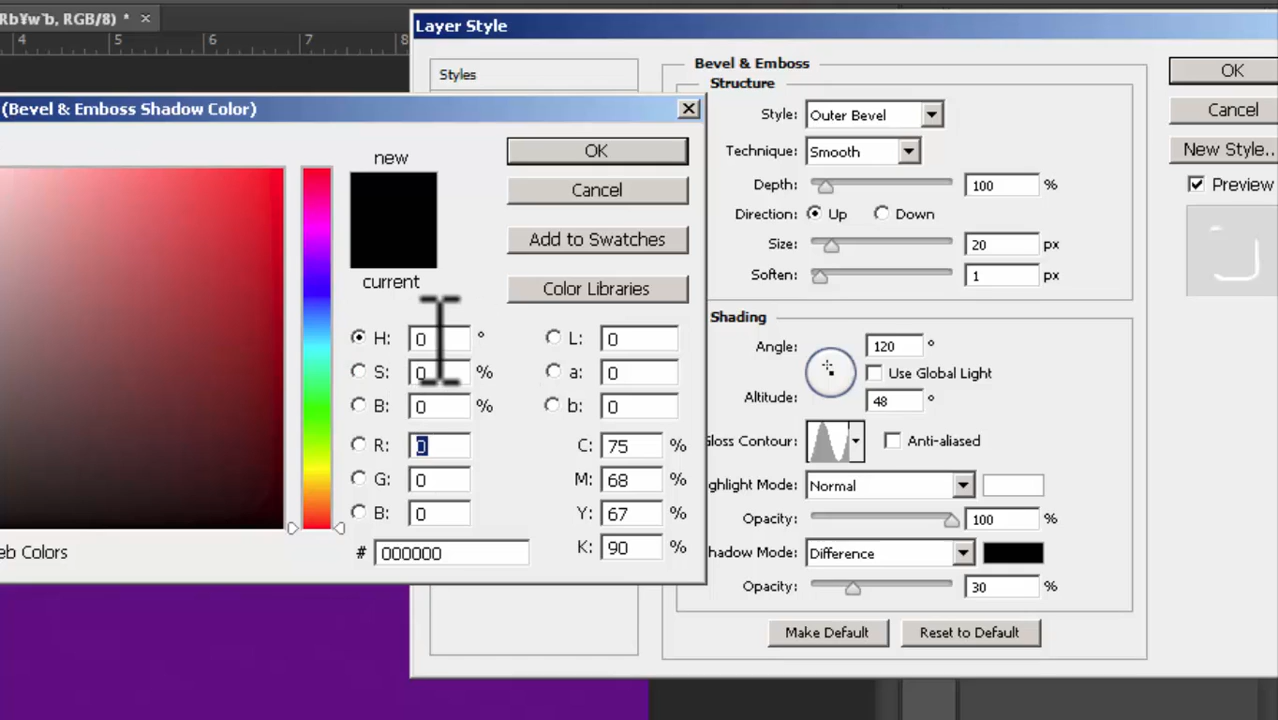 Rb¥w`b, RGB/8) * ×
4 5 6 7 8
Layer Style
Styles
Bevel & Emboss
Structure
Style: Outer Bevel
Technique: Smooth
Depth: 100 %
Direction: Up Down
Size: 20 px
Soften: 1 px
Shading
Angle: 120 °
Use Global Light
Altitude: 48 °
Gloss Contour: Anti-aliased
ghlight Mode: Normal
Opacity: 100 %
hadow Mode: Difference
Opacity: 30 %
Make Default Reset to Default
OK
Cancel
New Style..
Preview
(Bevel & Emboss Shadow Color)
new
current
OK
Cancel
Add to Swatches
Color Libraries
H: 0 ° L: 0
S: 0 % a: 0
B: 0 % b: 0
R: 0 C: 75 %
G: 0 M: 68 %
B: 0 Y: 67 %
# 000000 K: 90 %
eb Colors